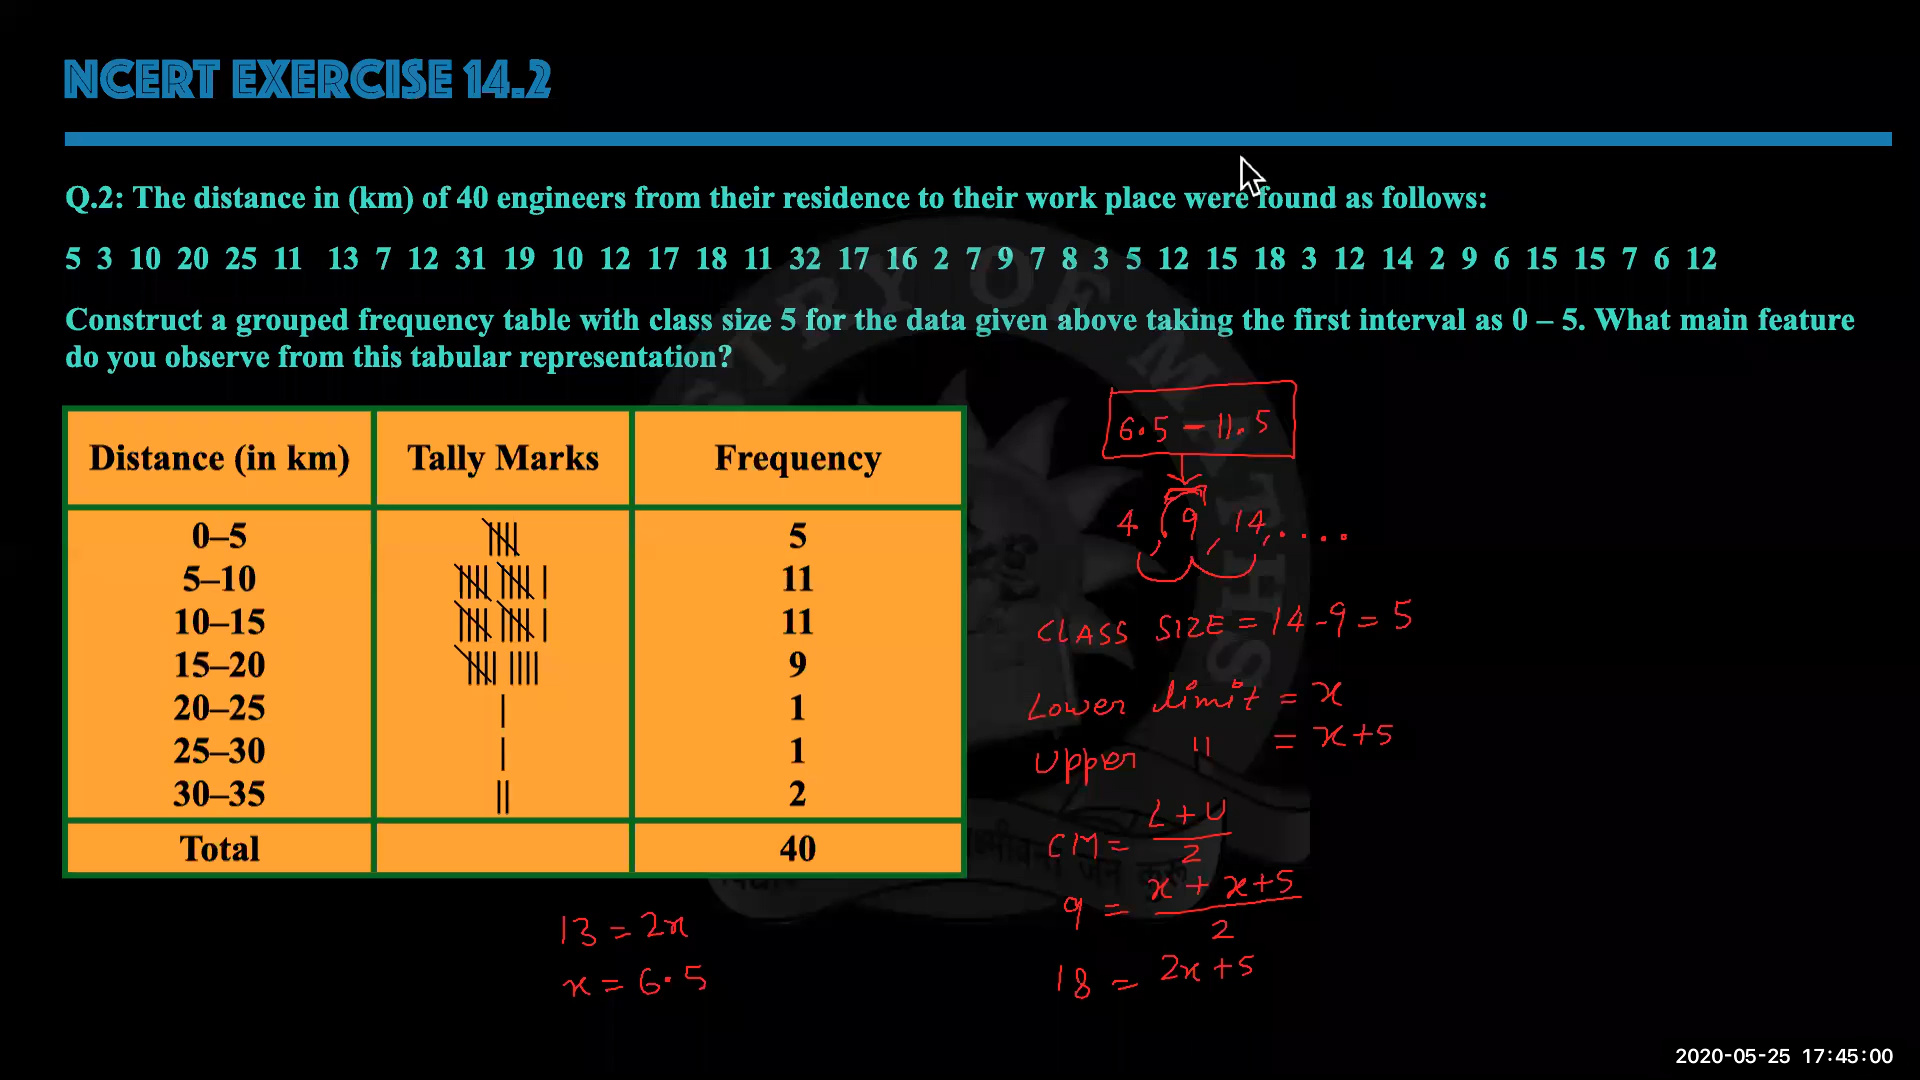 NCERT EXERCISE 14.2
Q.2: The distance in (km) of 40 engineers from their residence to their work place were found as follows:
5 3 10 20 25 11 13 7 12 31 19 10 12 17 18 11 32 17 16 2 7 9 7 8 3 5 12 15 18 3 12 14 2 9 6 15 15 7 6 12
Construct a grouped frequency table with class size 5 for the data given above taking the first interval as 0 – 5. What main feature
do you observe from this tabular representation?
Distance (in km) Tally Marks Frequency
0–5 5
5–10 11
10–15 11
15–20 9
20–25 1
25–30 1
30–35 2
Total 40
6.5 – 11.5
4, 9, 14, ....
CLASS SIZE = 14 - 9 = 5
Lower limit = x
Upper " = x+5
CM = L + U / 2
9 = x + x+5 / 2
18 = 2x + 5
13 = 2x
x = 6.5
2020-05-25 17:45:00